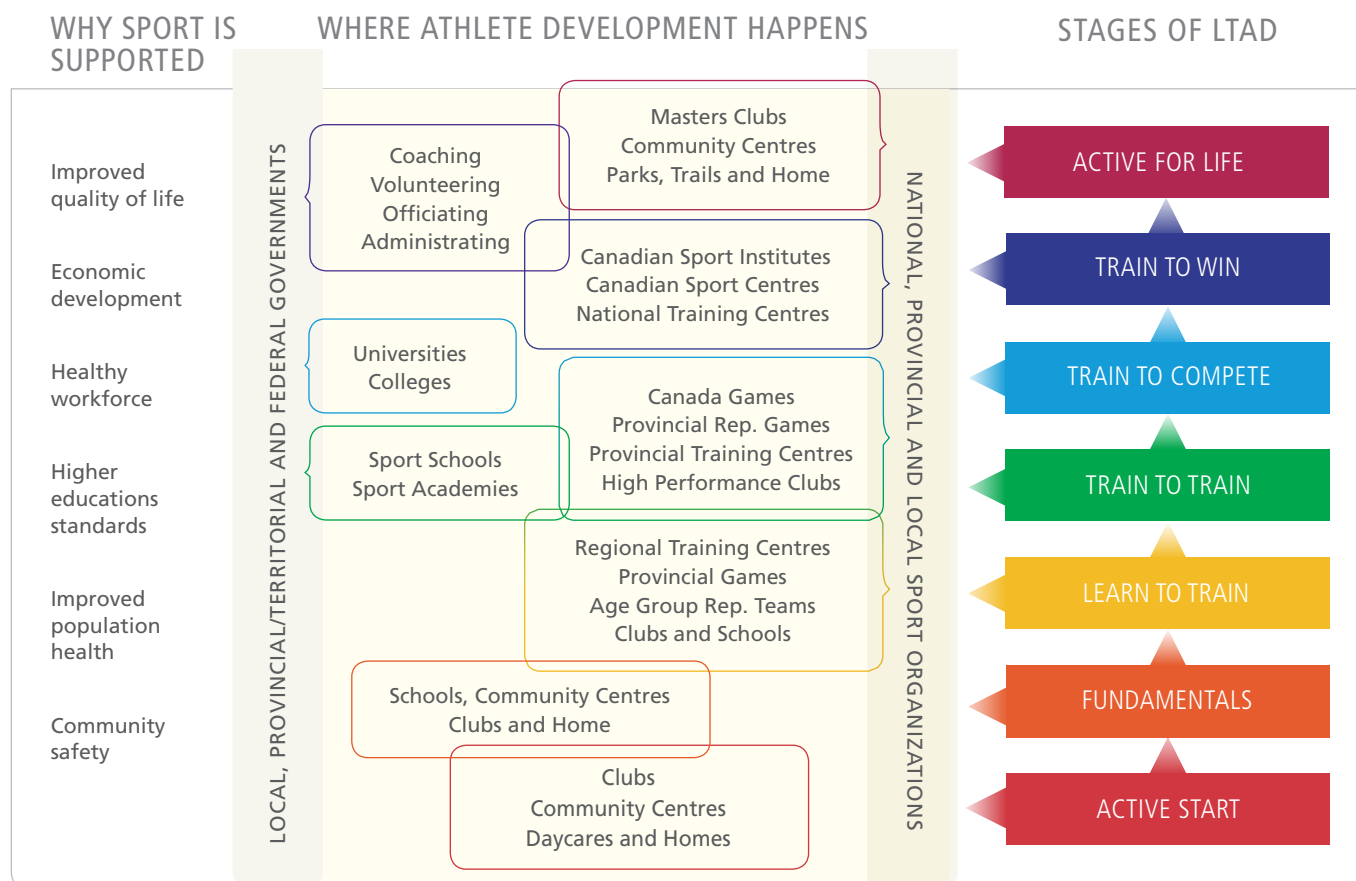 WHY SPORT IS
SUPPORTED
WHERE ATHLETE DEVELOPMENT HAPPENS
STAGES OF LTAD
Improved
quality of life
Economic
development
Healthy
workforce
Higher
educations
standards
Improved
population
health
Community
safety
LOCAL, PROVINCIAL/TERRITORIAL AND FEDERAL GOVERNMENTS
Coaching
Volunteering
Officiating
Administrating
Universities
Colleges
Sport Schools
Sport Academies
Masters Clubs
Community Centres
Parks, Trails and Home
Canadian Sport Institutes
Canadian Sport Centres
National Training Centres
Canada Games
Provincial Rep. Games
Provincial Training Centres
High Performance Clubs
Regional Training Centres
Provincial Games
Age Group Rep. Teams
Clubs and Schools
Schools, Community Centres
Clubs and Home
Clubs
Community Centres
Daycares and Homes
NATIONAL, PROVINCIAL AND LOCAL SPORT ORGANIZATIONS
ACTIVE FOR LIFE
TRAIN TO WIN
TRAIN TO COMPETE
TRAIN TO TRAIN
LEARN TO TRAIN
FUNDAMENTALS
ACTIVE START